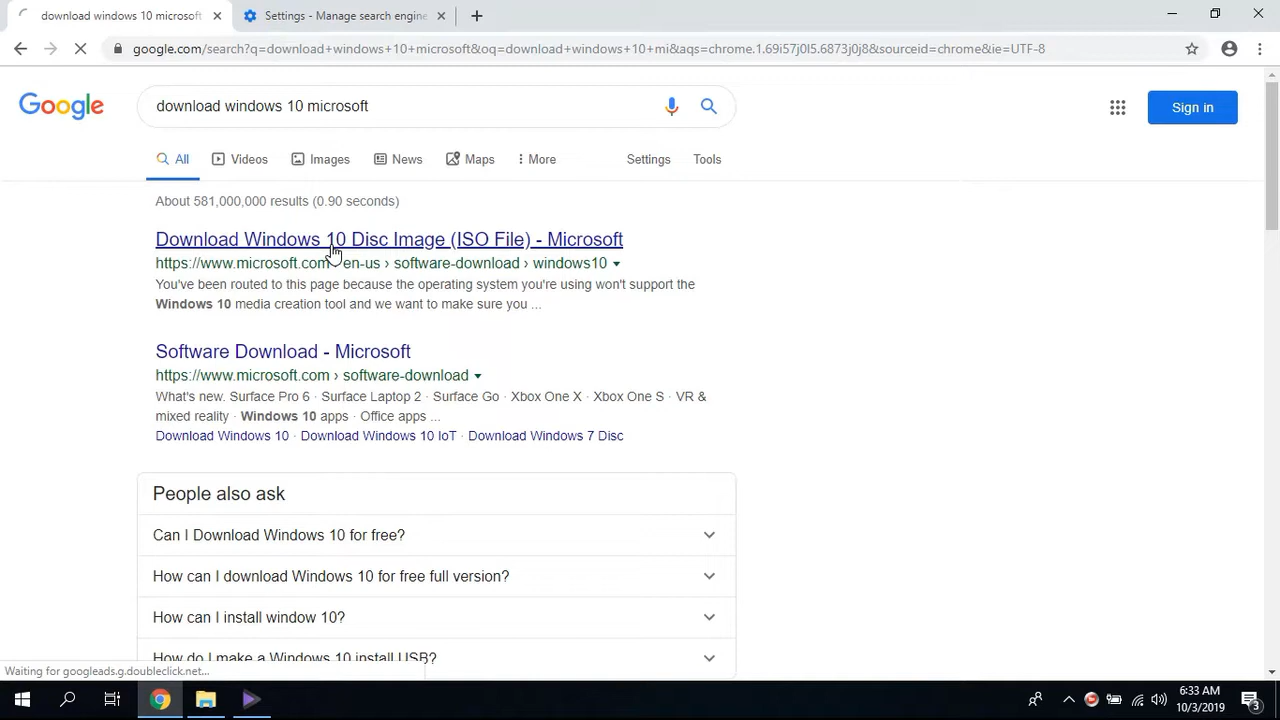 download windows 10 microsoft
Settings - Manage search engine
google.com/search?q=download+windows+10+microsoft&oq=download+windows+10+mi&aqs=chrome.1.69i57j0l5.6873j0j8&sourceid=chrome&ie=UTF-8
Google
download windows 10 microsoft
Sign in
All Videos Images News Maps More Settings Tools
About 581,000,000 results (0.90 seconds)
Download Windows 10 Disc Image (ISO File) - Microsoft
https://www.microsoft.com › en-us › software-download › windows10
You've been routed to this page because the operating system you're using won't support the
Windows 10 media creation tool and we want to make sure you ...
Software Download - Microsoft
https://www.microsoft.com › software-download
What's new. Surface Pro 6 · Surface Laptop 2 · Surface Go · Xbox One X · Xbox One S · VR &
mixed reality · Windows 10 apps · Office apps ...
Download Windows 10 · Download Windows 10 IoT · Download Windows 7 Disc
People also ask
Can I Download Windows 10 for free?
How can I download Windows 10 for free full version?
How can I install window 10?
How do I make a Windows 10 install USB?
Waiting for googleads.g.doubleclick.net...
6:33 AM
10/3/2019
3